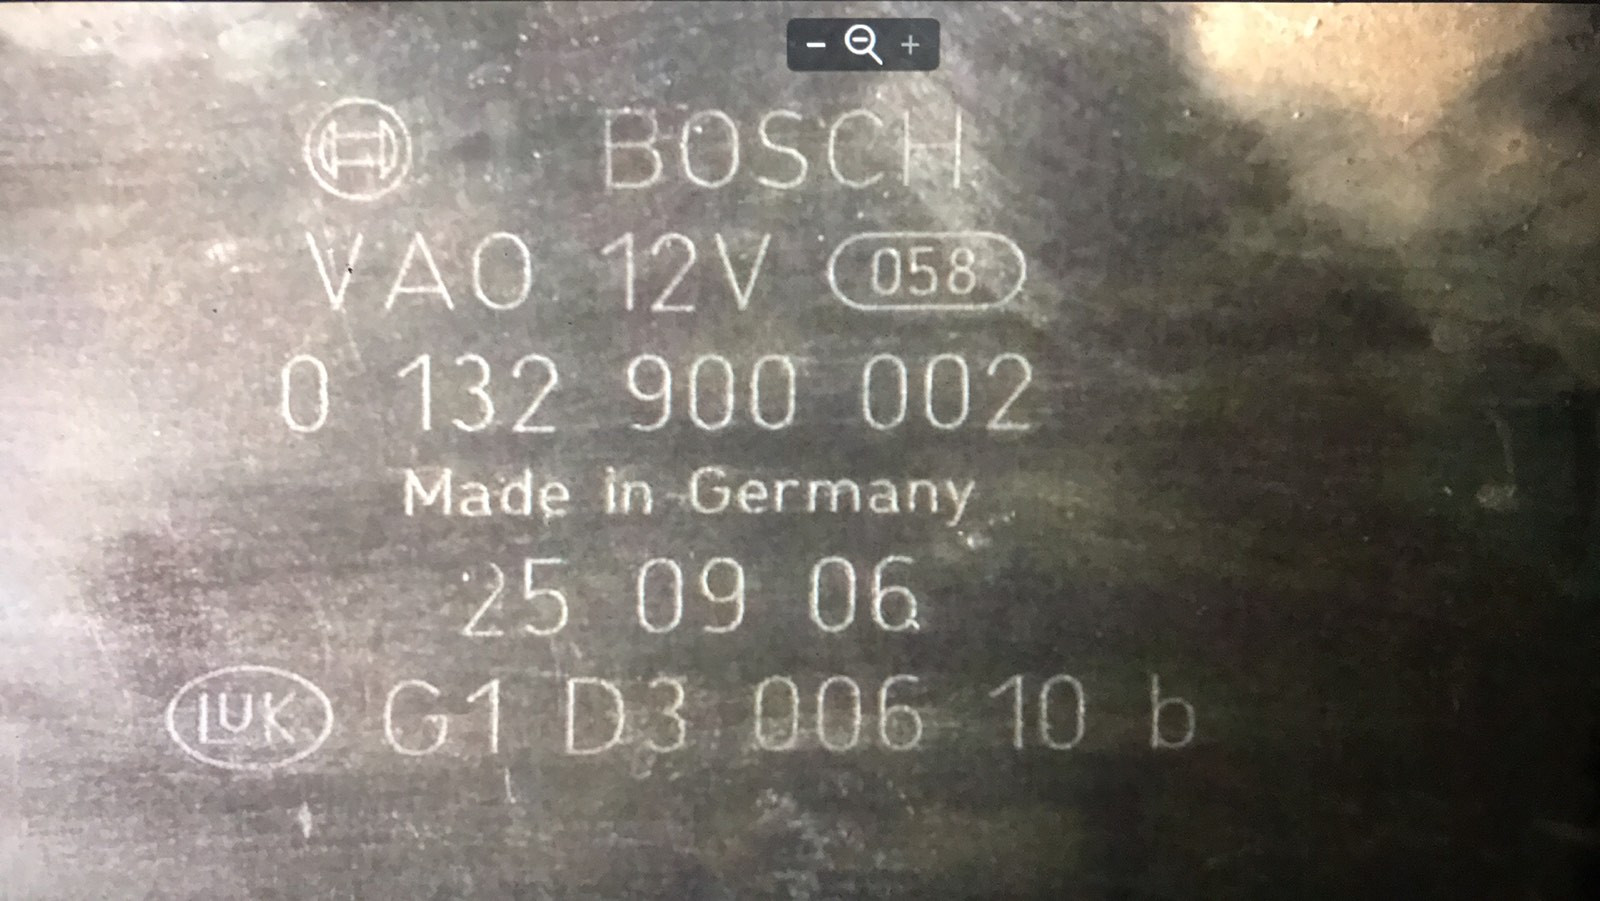 BOSCH
VAO 12V 058
0 132 900 002
Made in Germany
25 09 06
LUK G1 D3 006 10 b